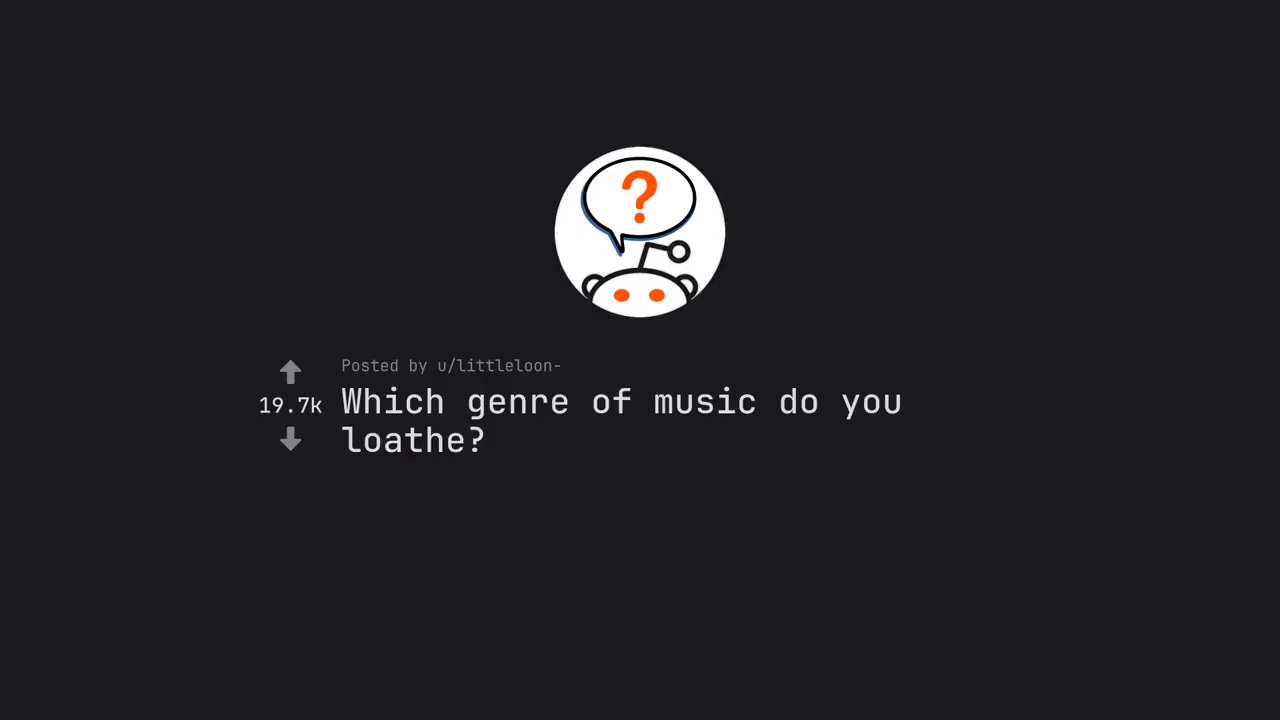 ?
Posted by u/littleloon-
19.7k
Which genre of music do you
loathe?